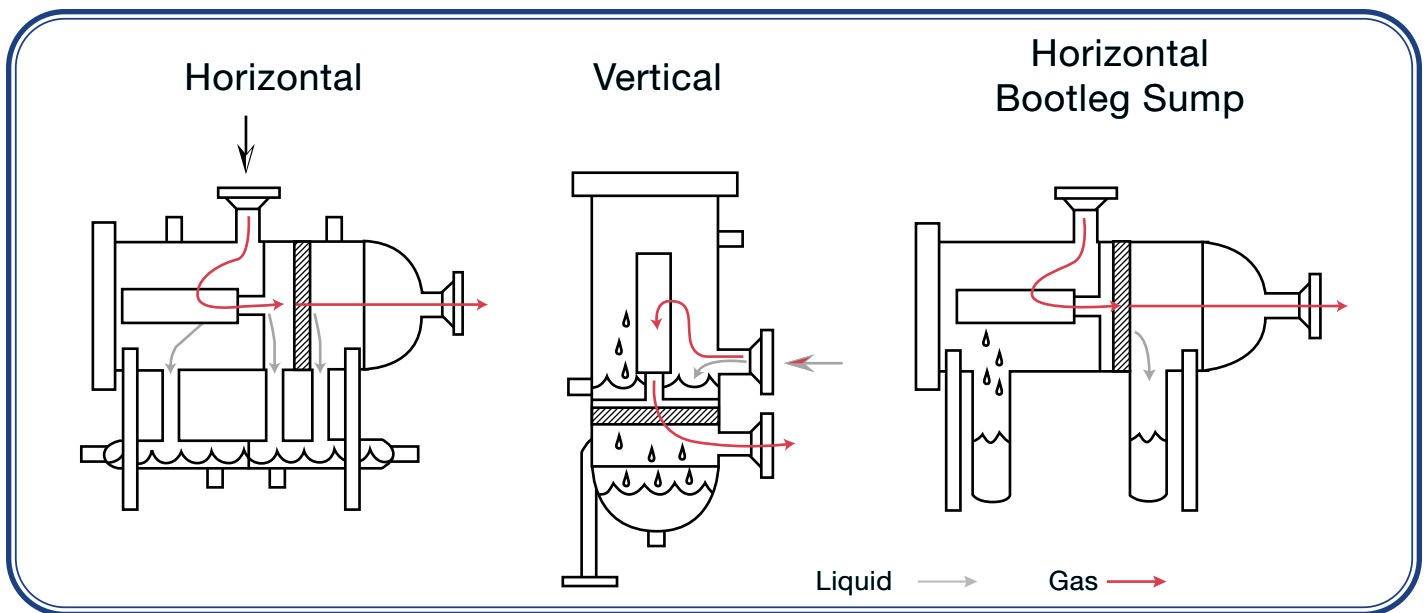 Horizontal
Vertical
Horizontal
Bootleg Sump
Liquid
Gas